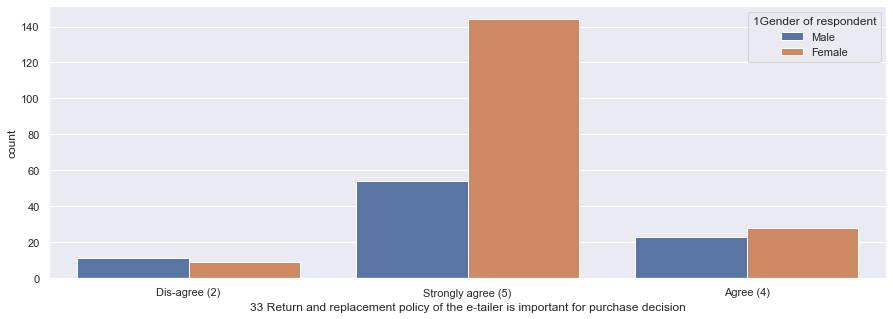 1Gender of respondent
Male
Female
140
120
100
80
60
40
20
0
count
Dis-agree (2)
Strongly agree (5)
Agree (4)
33 Return and replacement policy of the e-tailer is important for purchase decision